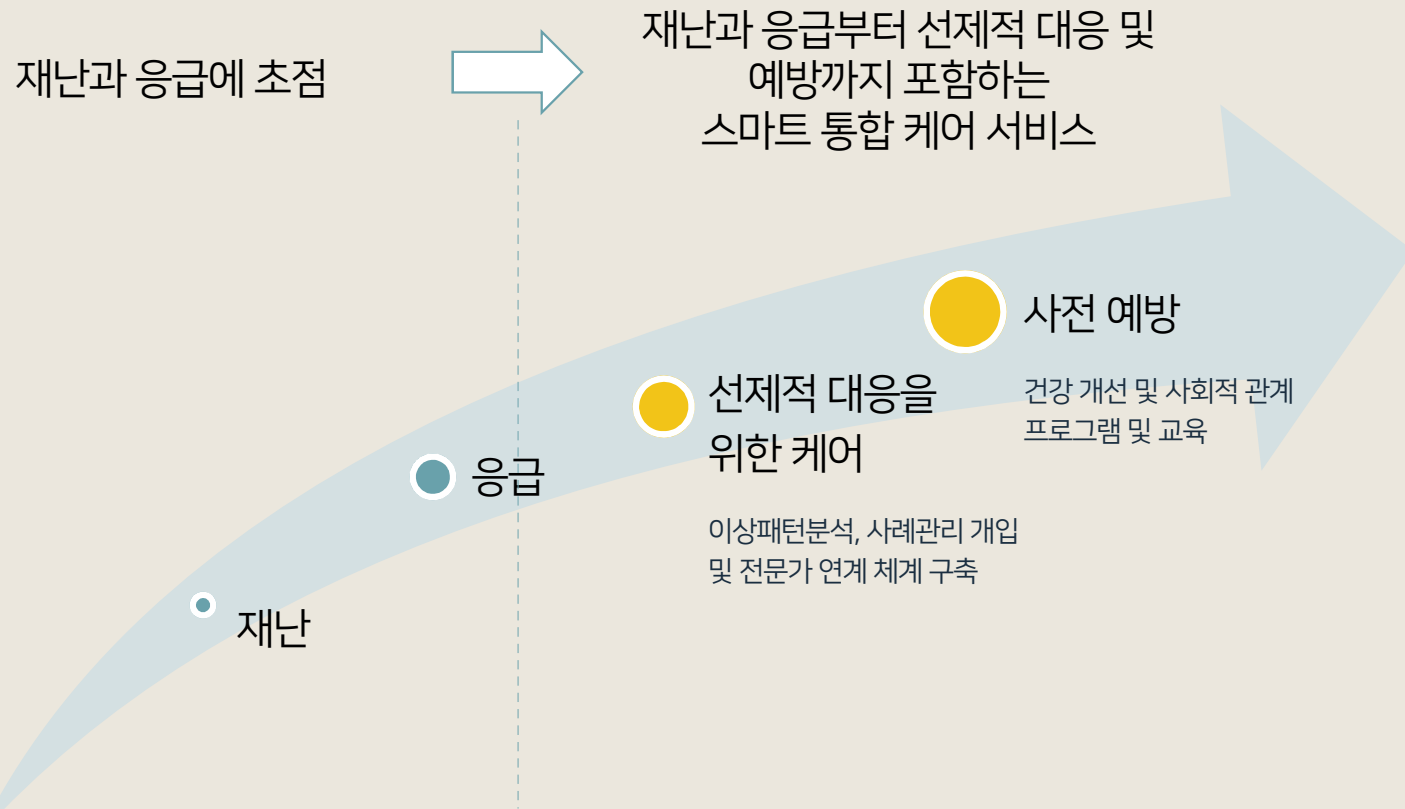 재난과 응급에 초점
재난과 응급부터 선제적 대응 및
예방까지 포함하는
스마트 통합 케어 서비스
사전 예방
건강 개선 및 사회적 관계
프로그램 및 교육
선제적 대응을
위한 케어
이상패턴분석, 사례관리 개입
및 전문가 연계 체계 구축
응급
재난